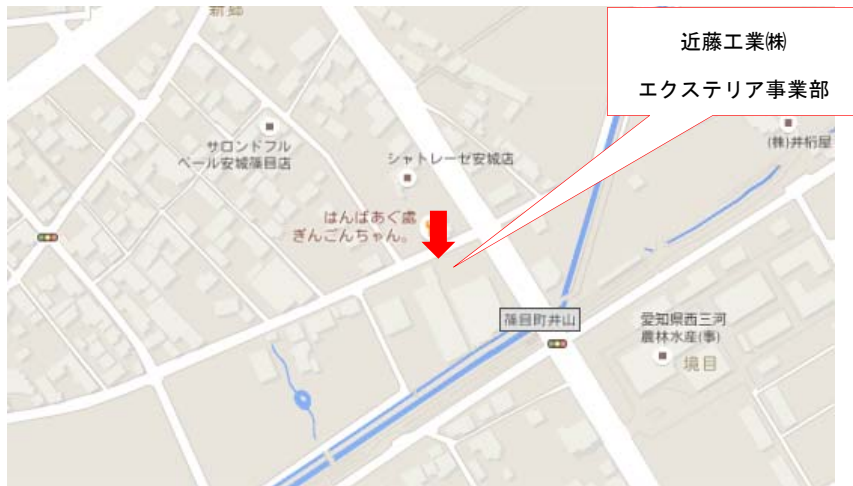 新郷
近藤工業㈱
エクステリア事業部
(株)井桁屋
サロンドフル
ベール安城篠目店
シャトレーゼ安城店
はんばあぐ處
ぎんごんちゃん。
篠目町井山
愛知県西三河
農林水産(事)
境目